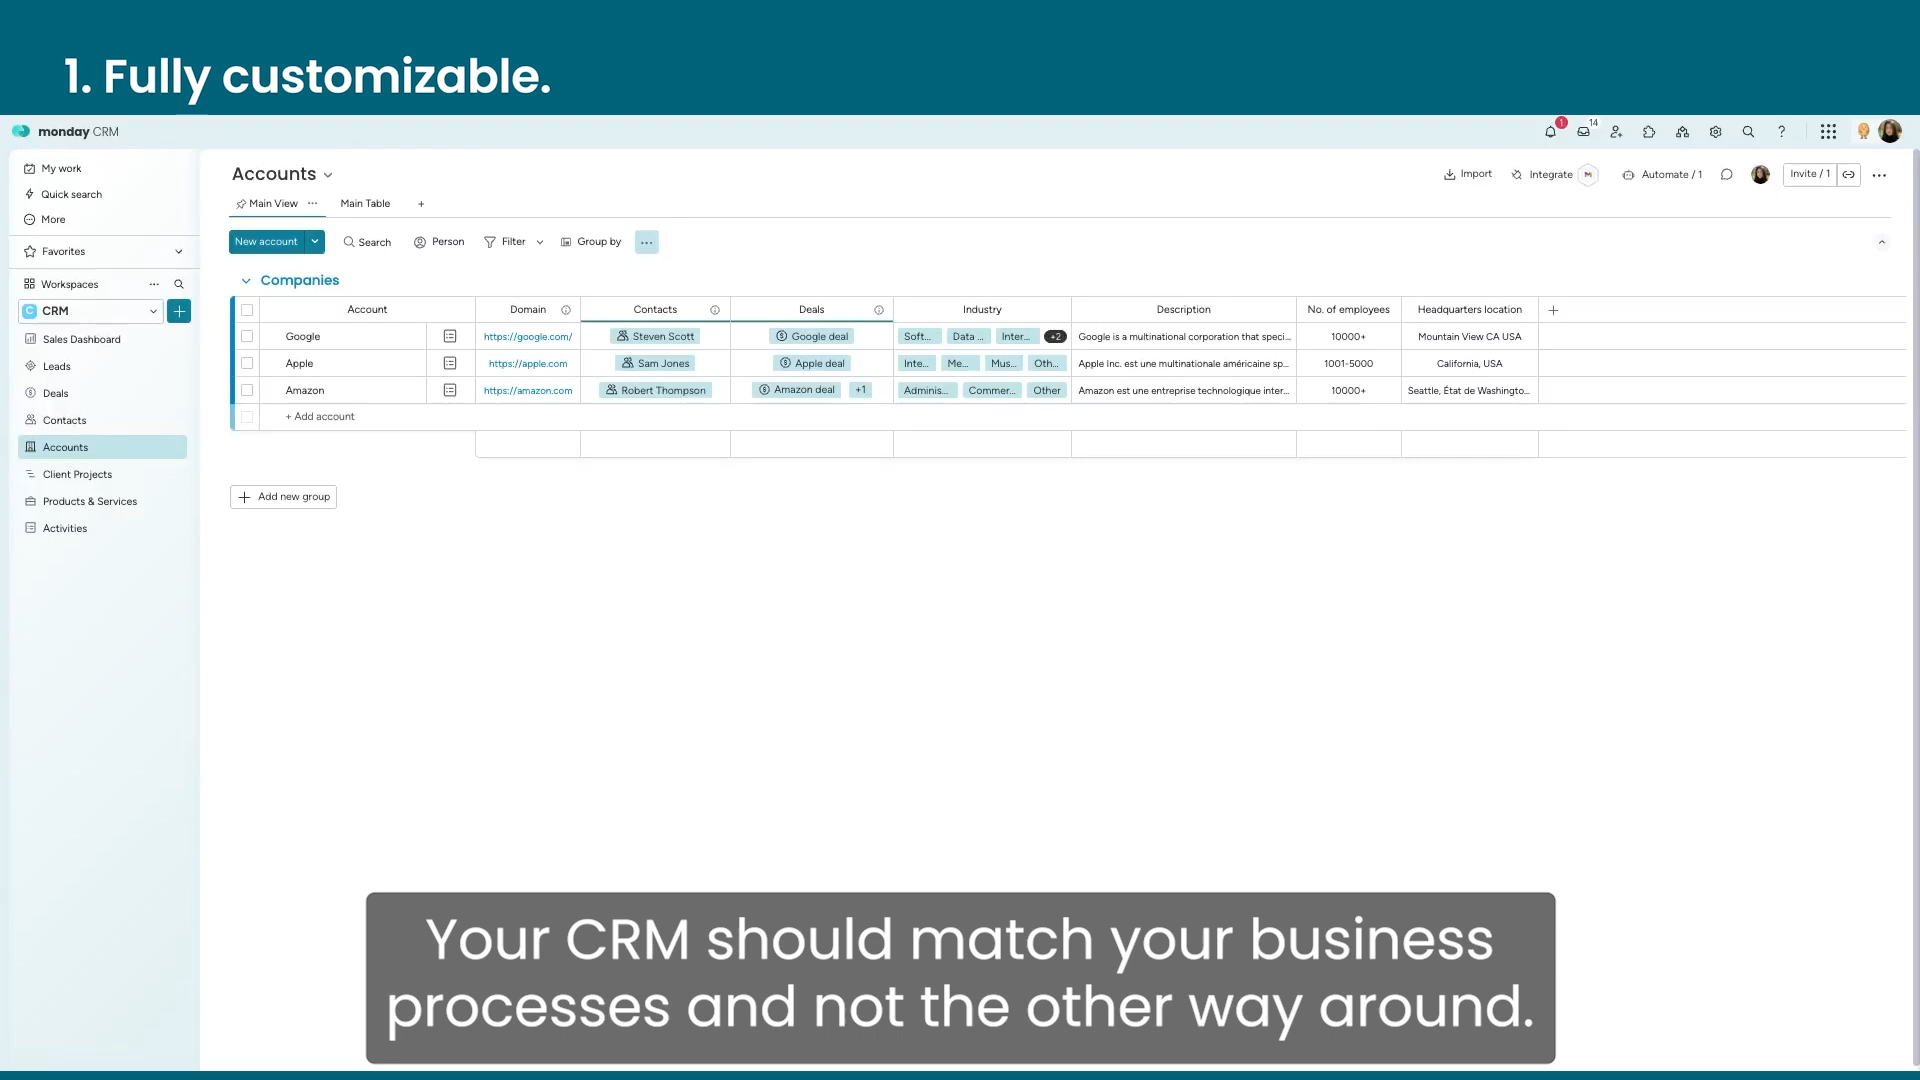 1. Fully customizable.
monday CRM
1
14
My work
Quick search
More
Favorites
Workspaces
C CRM
Sales Dashboard
Leads
Deals
Contacts
Accounts
Client Projects
Products & Services
Activities
Accounts
Import
Integrate
Automate / 1
Invite / 1
Main View
Main Table
New account
Search
Person
Filter
Group by
Companies
Account Domain Contacts Deals Industry Description No. of employees Headquarters location
Google https://google.com/ Steven Scott Google deal Soft... Data ... Inter... +2 Google is a multinational corporation that speci... 10000+ Mountain View CA USA
Apple https://apple.com Sam Jones Apple deal Inte... Me... Mus... Oth... Apple Inc. est une multinationale américaine sp... 1001-5000 California, USA
Amazon https://amazon.com Robert Thompson Amazon deal +1 Adminis... Commer... Other Amazon est une entreprise technologique inter... 10000+ Seattle, État de Washingto...
+ Add account
Add new group
Your CRM should match your business
processes and not the other way around.